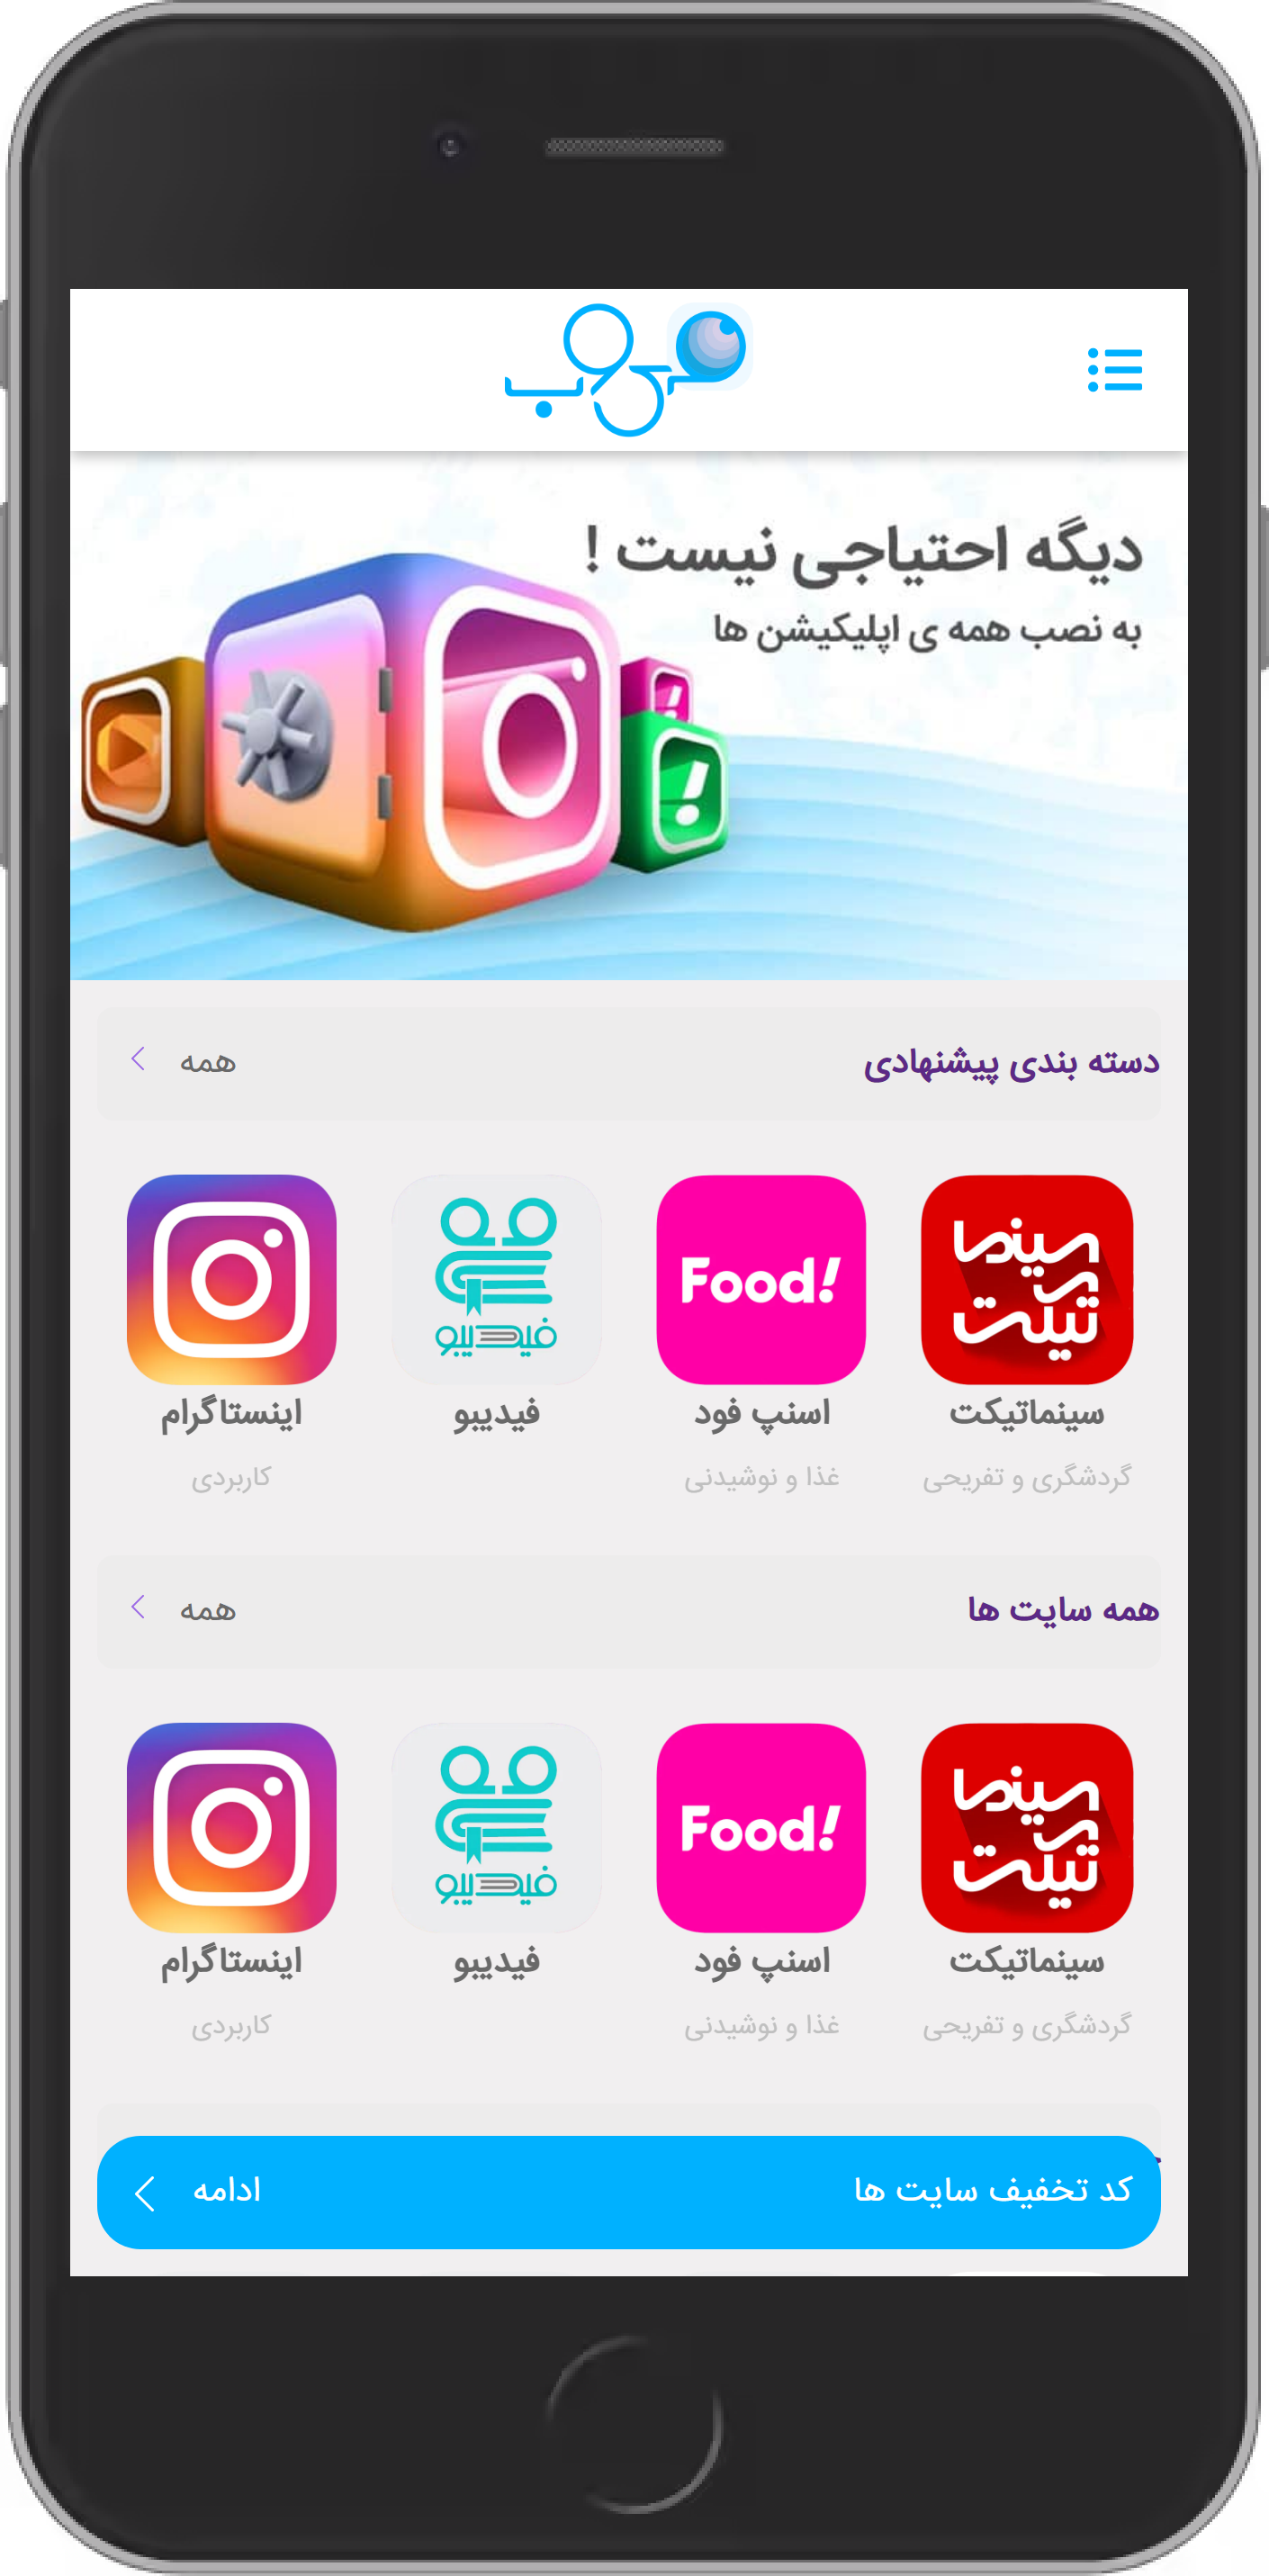 دیگه احتیاجی نیست !
به نصب همه ی اپلیکیشن ها
دسته بندی پیشنهادی همه
سینما تیکت Food! فیدیبو
سینماتیکت اسنپ فود فیدیبو اینستاگرام
گردشگری و تفریحی غذا و نوشیدنی کاربردی
همه سایت ها همه
سینما تیکت Food! فیدیبو
سینماتیکت اسنپ فود فیدیبو اینستاگرام
گردشگری و تفریحی غذا و نوشیدنی کاربردی
کد تخفیف سایت ها ادامه